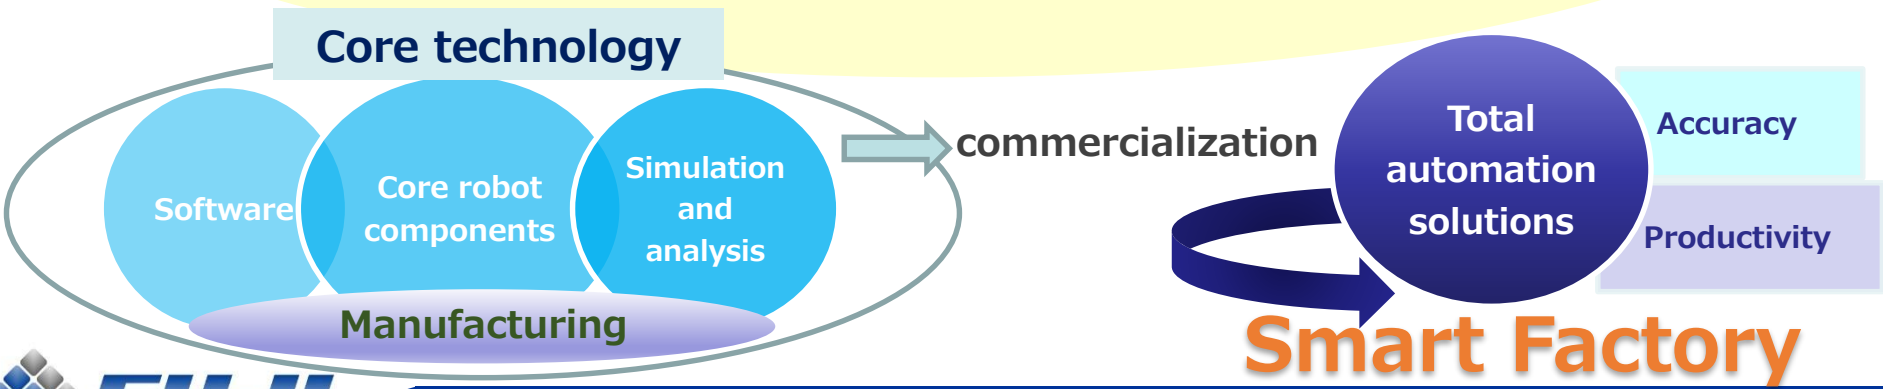 Core technology
Software
Core robot
components
Simulation
and
analysis
Manufacturing
commercialization
Total
automation
solutions
Accuracy
Productivity
Smart Factory